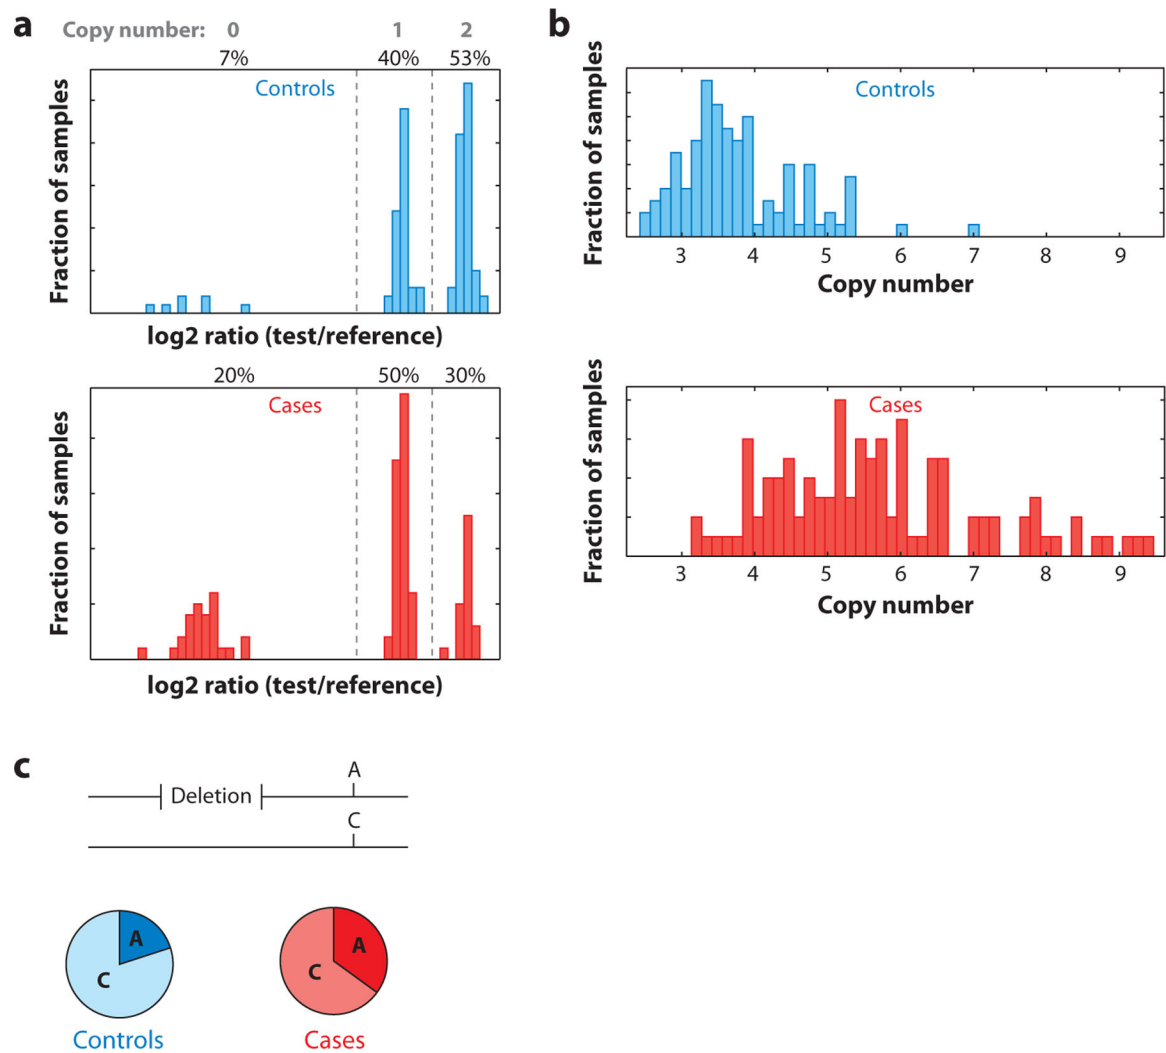 a
Copy number: 0 1 2
7% 40% 53%
Controls
Fraction of samples
log2 ratio (test/reference)
20% 50% 30%
Cases
Fraction of samples
log2 ratio (test/reference)
b
Controls
Fraction of samples
3 4 5 6 7 8 9
Copy number
Cases
Fraction of samples
3 4 5 6 7 8 9
Copy number
c
A
Deletion
C
A
C
Controls
A
C
Cases